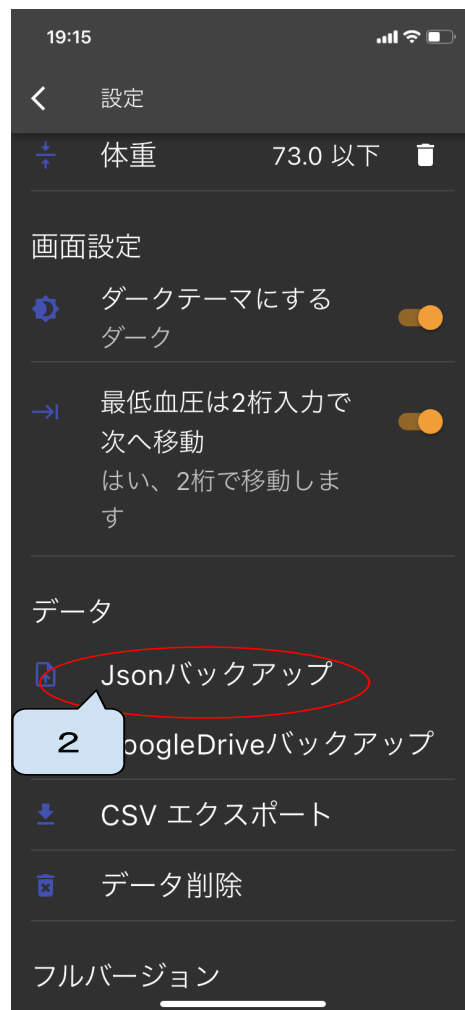 19:15
設定
体重 73.0 以下
画面設定
ダークテーマにする
ダーク
最低血圧は2桁入力で
次へ移動
はい、2桁で移動しま
す
データ
Jsonバックアップ
2
oogleDriveバックアップ
CSV エクスポート
データ削除
フルバージョン